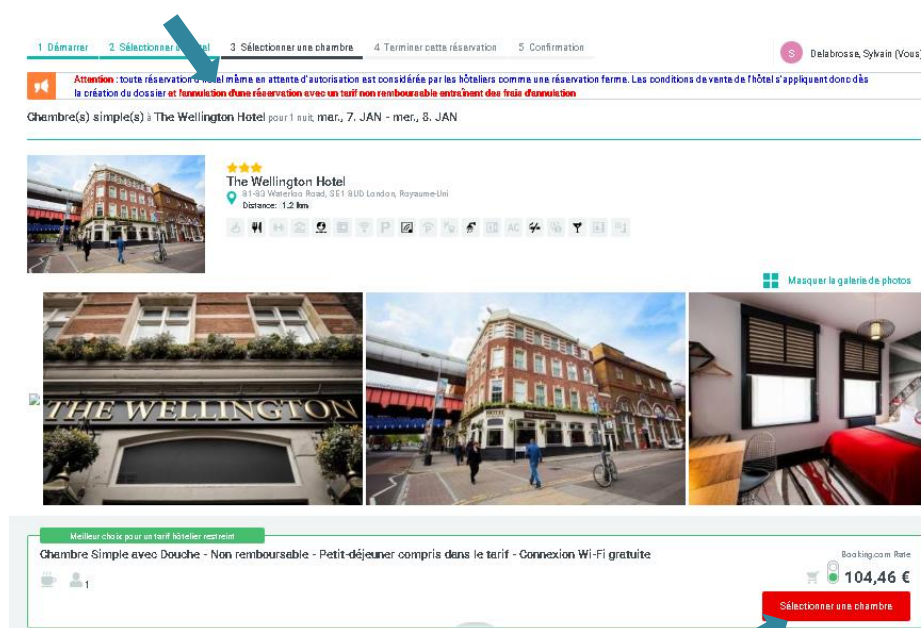 1 Démarrer 2 Sélectionner un hôtel 3 Sélectionner une chambre 4 Terminer cette réservation 5 Confirmation
S Delabrosse, Sylvain (Vous)
Attention : toute réservation d'hôtel même en attente d'autorisation est considérée par les hôteliers comme une réservation ferme. Les conditions de vente de l'hôtel s'appliquent donc dès
la création du dossier et l'annulation d'une réservation avec un tarif non remboursable entraînent des frais d'annulation
Chambre(s) simple(s) à The Wellington Hotel pour 1 nuit, mar., 7. JAN - mer., 8. JAN
The Wellington Hotel
81-83 Waterloo Road, SE1 8UD London, Royaume-Uni
Distance: 1.2 km
P AC
Masquer la galerie de photos
THE WELLINGTON
HOTEL
Meilleur choix pour un tarif hôtelier restreint
Chambre Simple avec Douche - Non remboursable - Petit-déjeuner compris dans le tarif - Connexion Wi-Fi gratuite
Booking.com Rate
1
104,46 €
Sélectionner une chambre